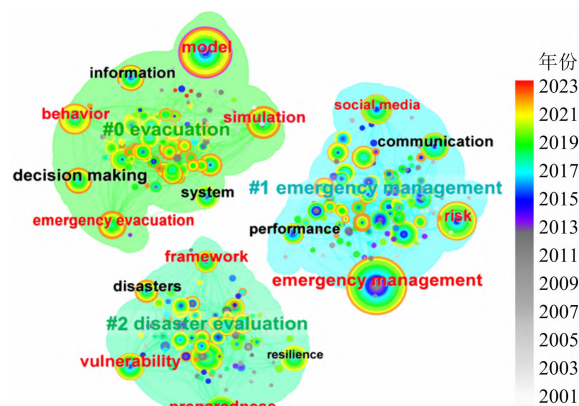 model
information
behavior
simulation
#0 evacuation
decision making
system
emergency evacuation
social media
communication
#1 emergency management
performance
risk
emergency management
framework
disasters
#2 disaster evaluation
vulnerability
resilience
preparedness
年份
2023
2021
2019
2017
2015
2013
2011
2009
2007
2005
2003
2001